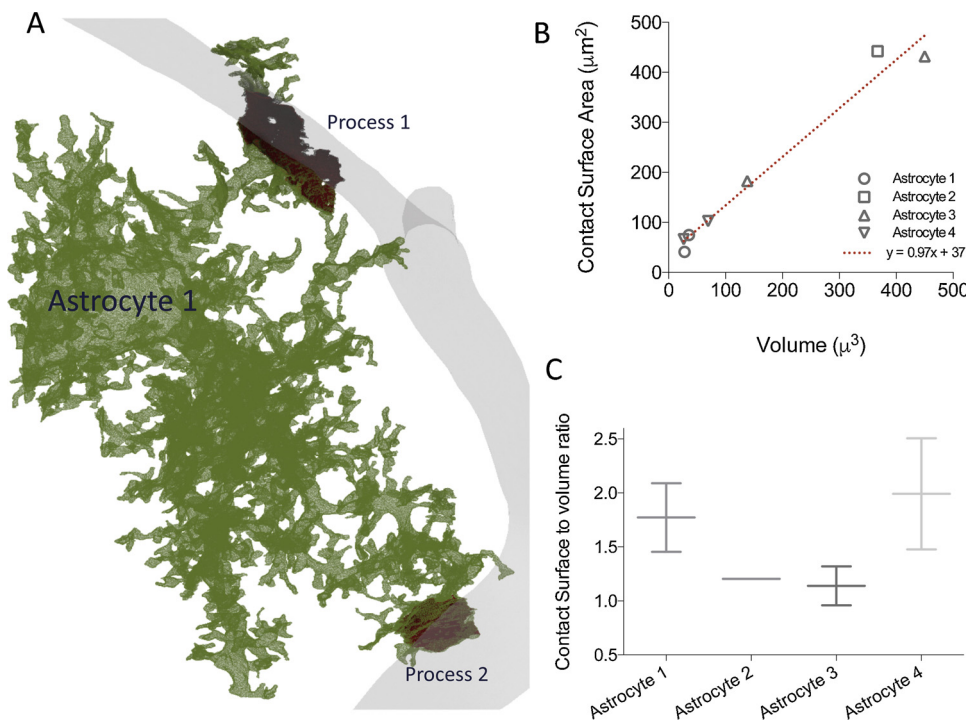 A
Process 1
Astrocyte 1
Process 2
B
Contact Surface Area (μm²)
500
400
300
200
100
0
0 100 200 300 400 500
Volume (μ³)
Astrocyte 1
Astrocyte 2
Astrocyte 3
Astrocyte 4
y = 0.97x + 37
C
Contact Surface to volume ratio
2.5
2.0
1.5
1.0
0.5
Astrocyte 1
Astrocyte 2
Astrocyte 3
Astrocyte 4